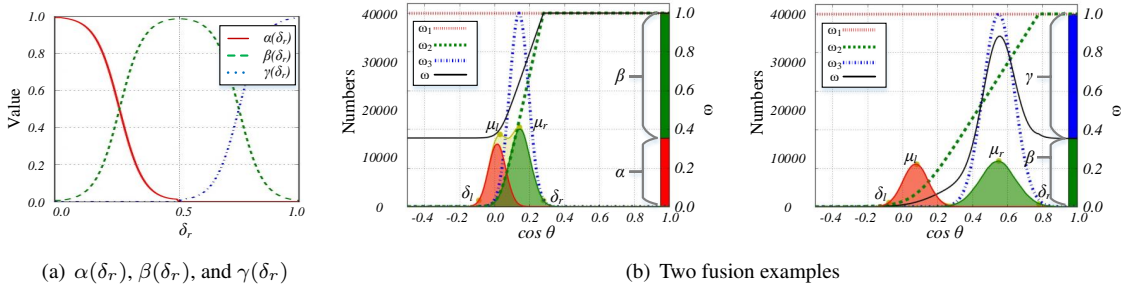 1.0
0.8
0.6
0.4
0.2
0.0
Value
α(δr)
β(δr)
γ(δr)
0.0 0.5 1.0
δr
(a) α(δr), β(δr), and γ(δr)
40000
30000
20000
10000
0
Numbers
ω1
ω2
ω3
ω
μl
μr
δl
δr
β
α
1.0
0.8
0.6
0.4
0.2
0.0
ω
-0.4 -0.2 0.0 0.2 0.4 0.6 0.8 1.0
cos θ
40000
30000
20000
10000
0
Numbers
ω1
ω2
ω3
ω
μl
μr
δl
δr
γ
β
1.0
0.8
0.6
0.4
0.2
0.0
ω
-0.4 -0.2 0.0 0.2 0.4 0.6 0.8 1.0
cos θ
(b) Two fusion examples